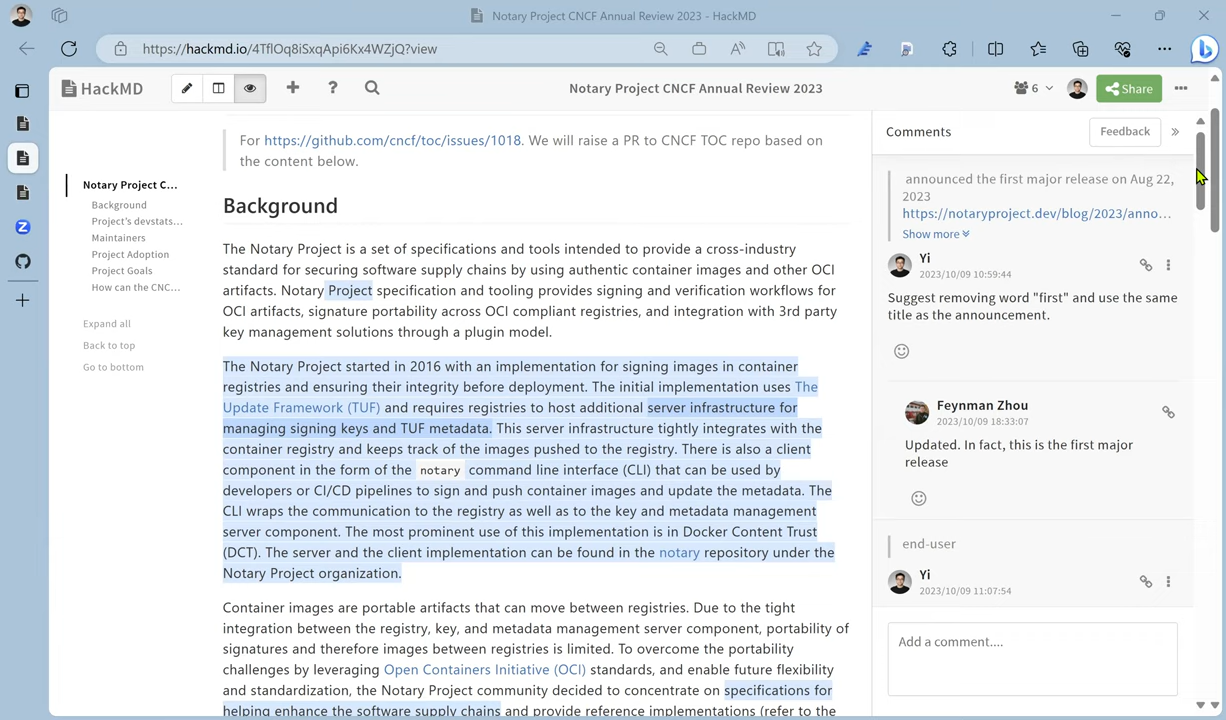 Notary Project CNCF Annual Review 2023 - HackMD
https://hackmd.io/4TflOq8iSxqApi6Kx4WZjQ?view
HackMD
Notary Project CNCF Annual Review 2023
6
Share
Notary Project C...
Background
Project's devstats...
Maintainers
Project Adoption
Project Goals
How can the CNC...
Expand all
Back to top
Go to bottom
For https://github.com/cncf/toc/issues/1018. We will raise a PR to CNCF TOC repo based on
the content below.
Background
The Notary Project is a set of specifications and tools intended to provide a cross-industry
standard for securing software supply chains by using authentic container images and other OCI
artifacts. Notary Project specification and tooling provides signing and verification workflows for
OCI artifacts, signature portability across OCI compliant registries, and integration with 3rd party
key management solutions through a plugin model.
The Notary Project started in 2016 with an implementation for signing images in container
registries and ensuring their integrity before deployment. The initial implementation uses The
Update Framework (TUF) and requires registries to host additional server infrastructure for
managing signing keys and TUF metadata. This server infrastructure tightly integrates with the
container registry and keeps track of the images pushed to the registry. There is also a client
component in the form of the notary command line interface (CLI) that can be used by
developers or CI/CD pipelines to sign and push container images and update the metadata. The
CLI wraps the communication to the registry as well as to the key and metadata management
server component. The most prominent use of this implementation is in Docker Content Trust
(DCT). The server and the client implementation can be found in the notary repository under the
Notary Project organization.
Container images are portable artifacts that can move between registries. Due to the tight
integration between the registry, key, and metadata management server component, portability of
signatures and therefore images between registries is limited. To overcome the portability
challenges by leveraging Open Containers Initiative (OCI) standards, and enable future flexibility
and standardization, the Notary Project community decided to concentrate on specifications for
helping enhance the software supply chains and provide reference implementations (refer to the
Comments
Feedback
announced the first major release on Aug 22,
2023
https://notaryproject.dev/blog/2023/anno...
Show more
Yi
2023/10/09 10:59:44
Suggest removing word "first" and use the same
title as the announcement.
Feynman Zhou
2023/10/09 18:33:07
Updated. In fact, this is the first major
release
end-user
Yi
2023/10/09 11:07:54
Add a comment....